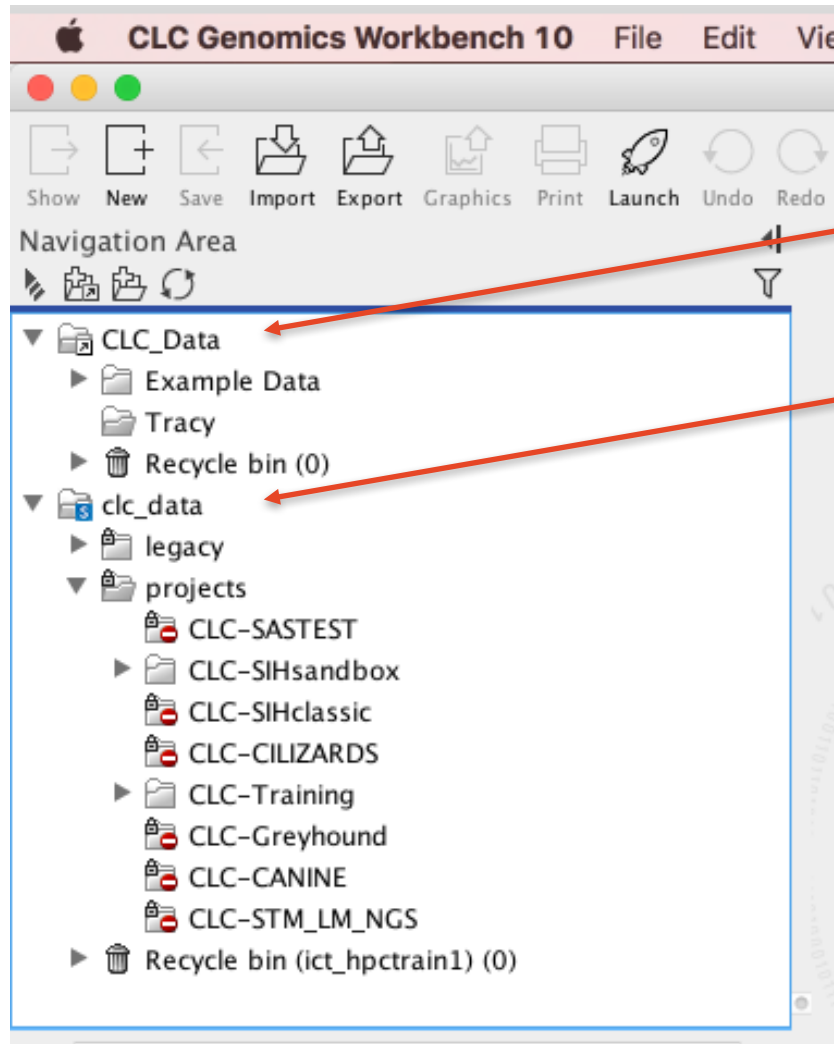 CLC Genomics Workbench 10 File Edit Vie
Show New Save Import Export Graphics Print Launch Undo Redo
Navigation Area
CLC_Data
Example Data
Tracy
Recycle bin (0)
clc_data
legacy
projects
CLC-SASTEST
CLC-SIHsandbox
CLC-SIHclassic
CLC-CILIZARDS
CLC-Training
CLC-Greyhound
CLC-CANINE
CLC-STM_LM_NGS
Recycle bin (ict_hpctrain1) (0)